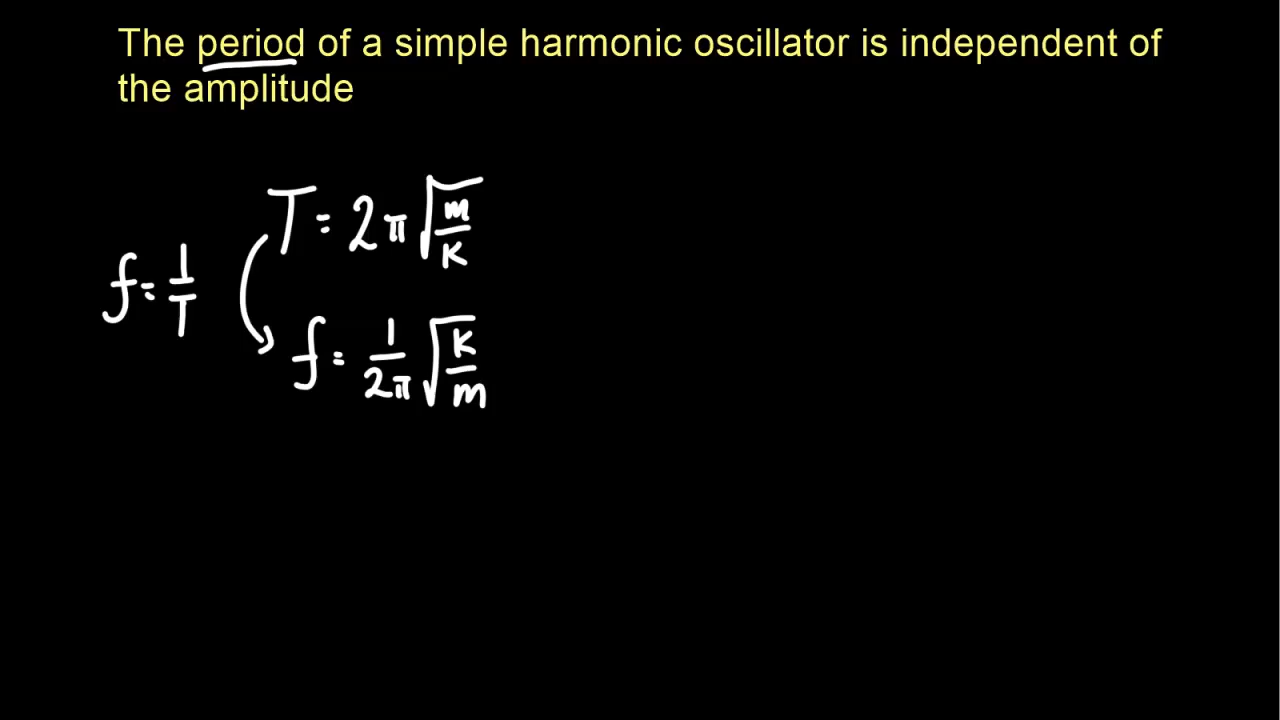 The period of a simple harmonic oscillator is independent of
the amplitude
T = 2π√(m/K)
f = 1/T
f = 1/2π √(K/m)